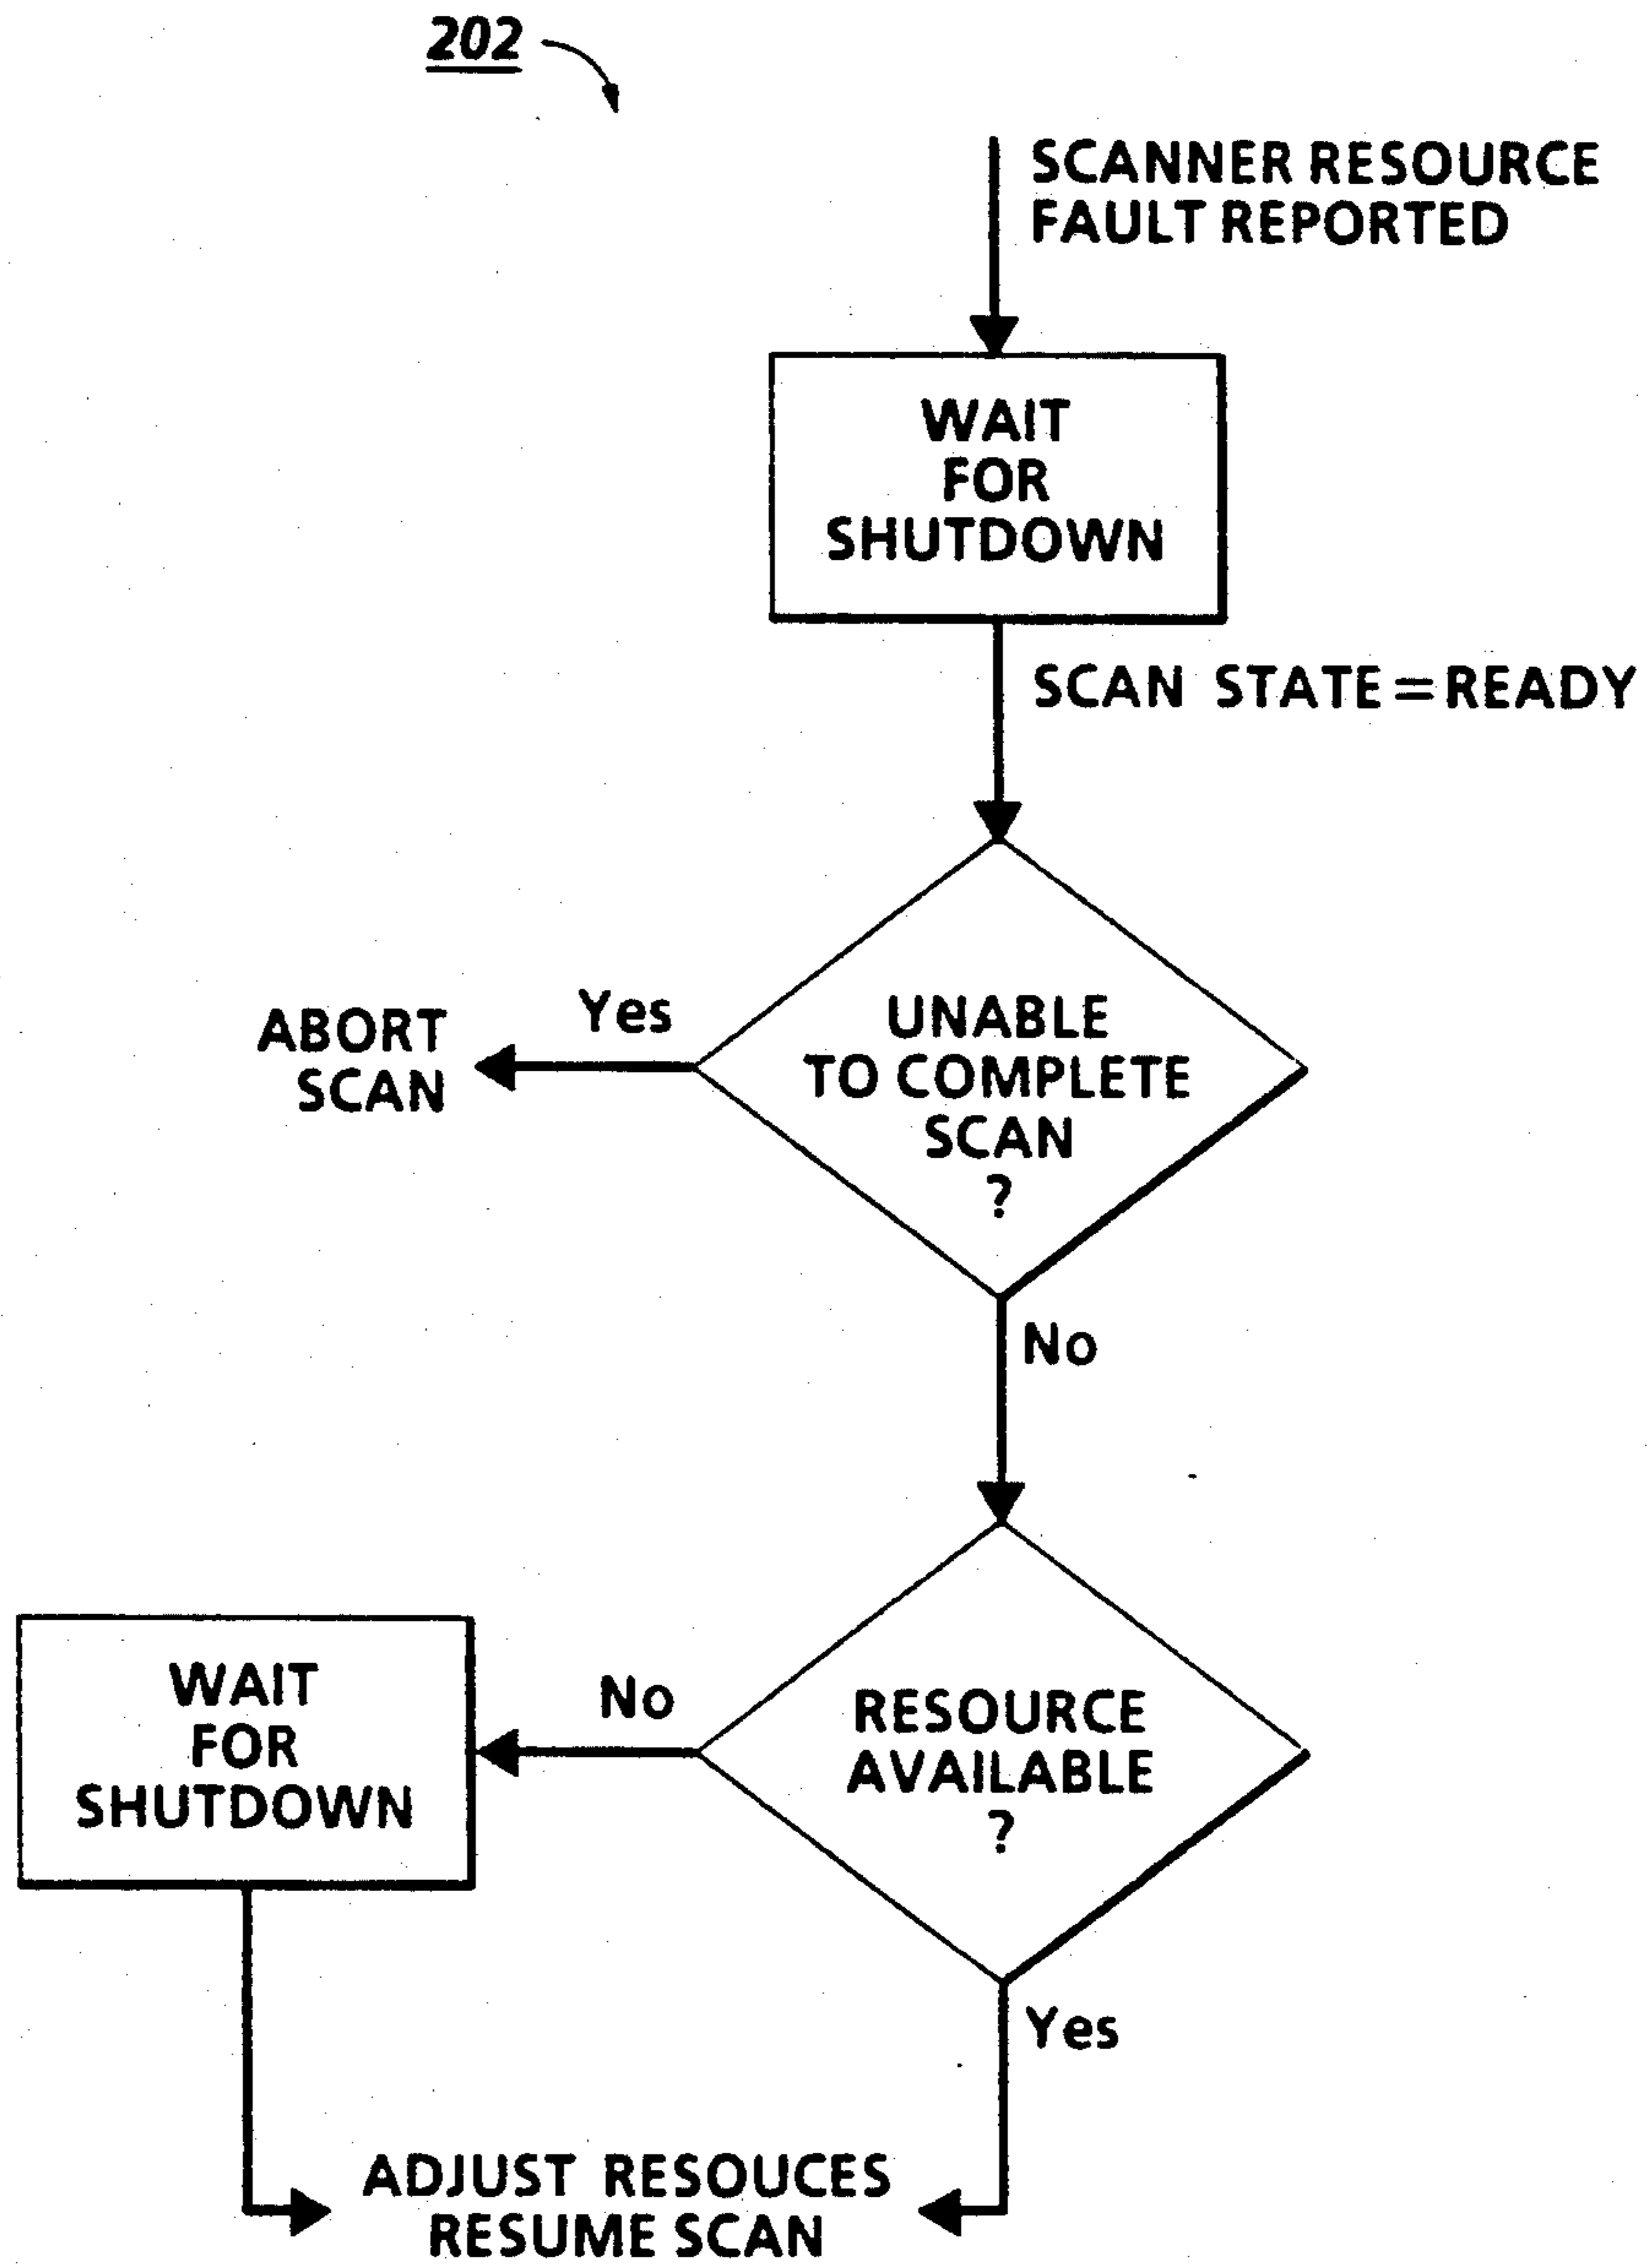 202
SCANNER RESOURCE
FAULT REPORTED
WAIT
FOR
SHUTDOWN
SCAN STATE=READY
UNABLE
TO COMPLETE
SCAN
?
Yes
ABORT
SCAN
No
RESOURCE
AVAILABLE
?
No
WAIT
FOR
SHUTDOWN
Yes
ADJUST RESOUCES
RESUME SCAN